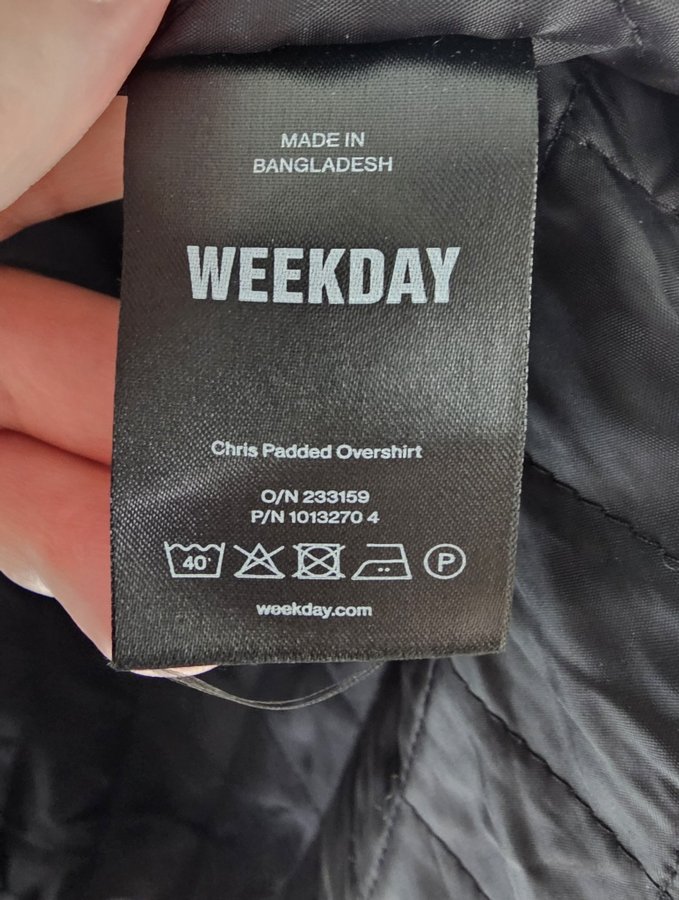 MADE IN
BANGLADESH
WEEKDAY
Chris Padded Overshirt
O/N 233159
P/N 1013270 4
40° P
weekday.com